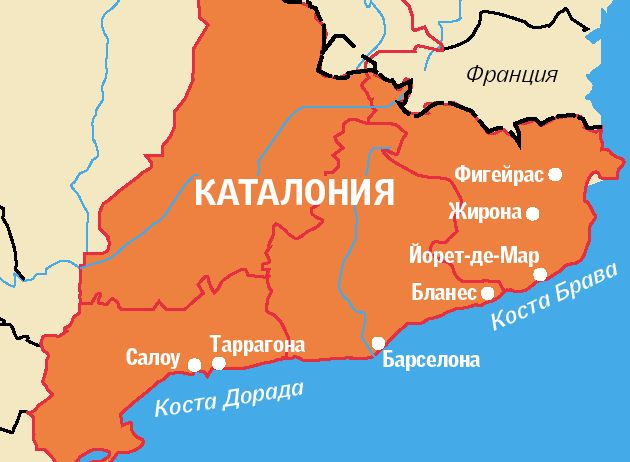 Франция
Фигейрас
КАТАЛОНИЯ
Жирона
Йорет-де-Мар
Бланес
Коста Брава
Таррагона
Салоу
Барселона
Коста Дорада